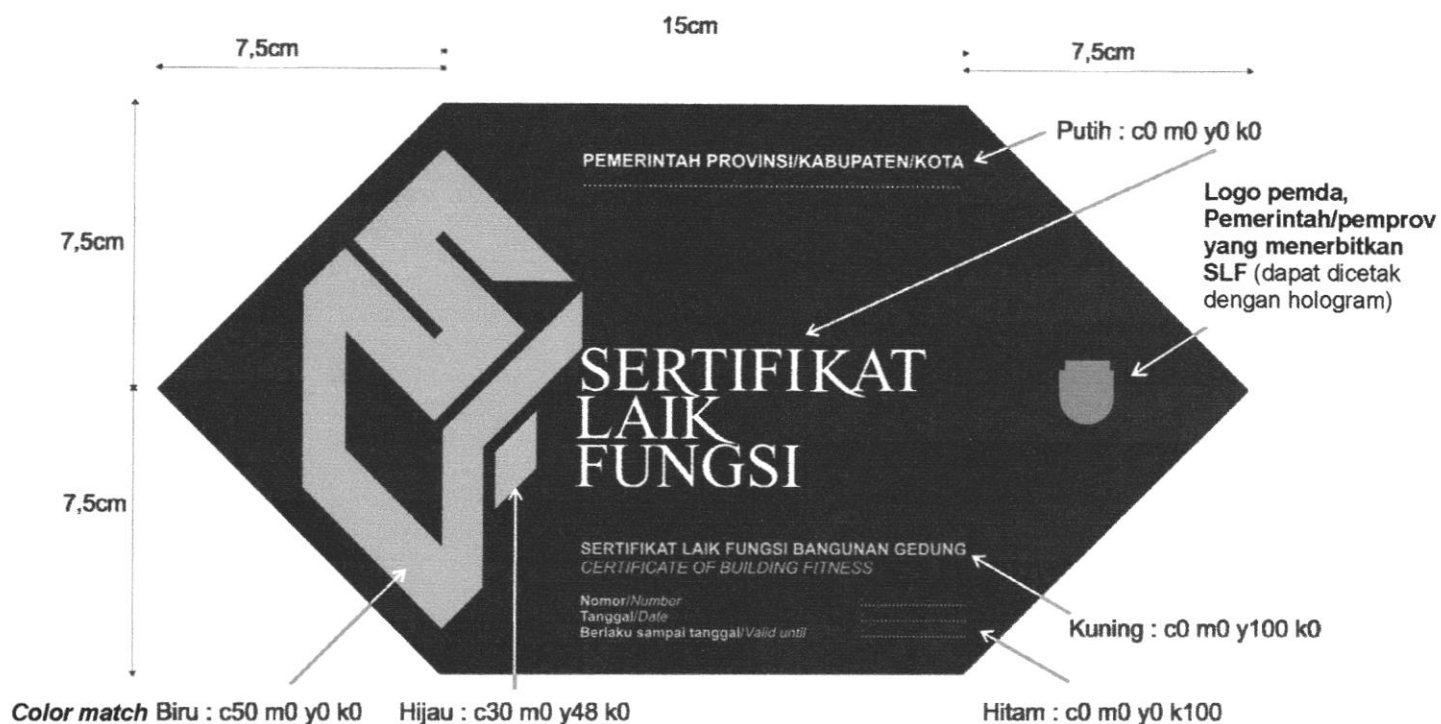 15cm
7,5cm
7,5cm
Putih : c0 m0 y0 k0
PEMERINTAH PROVINSI/KABUPATEN/KOTA
Logo pemda,
Pemerintah/pemprov
yang menerbitkan
SLF (dapat dicetak
dengan hologram)
7,5cm
SERTIFIKAT
LAIK
FUNGSI
7,5cm
SERTIFIKAT LAIK FUNGSI BANGUNAN GEDUNG
CERTIFICATE OF BUILDING FITNESS
Nomor/Number
Tanggal/Date
Berlaku sampai tanggal/Valid until
Kuning : c0 m0 y100 k0
Color match Biru : c50 m0 y0 k0
Hijau : c30 m0 y48 k0
Hitam : c0 m0 y0 k100